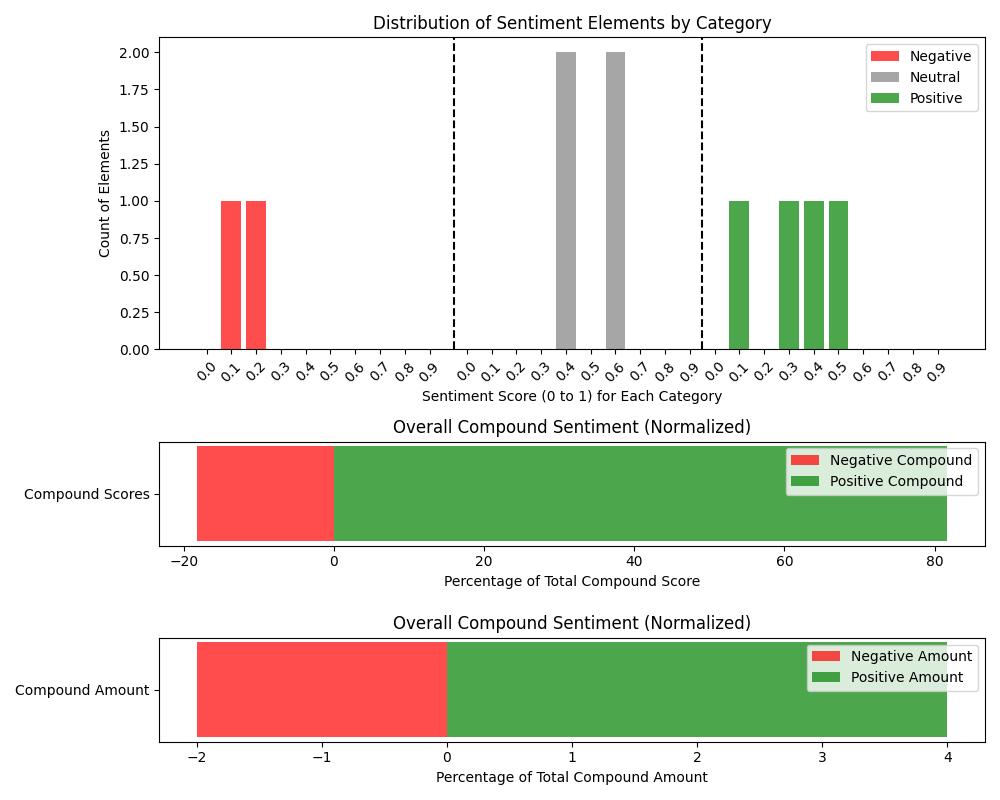 Distribution of Sentiment Elements by Category
2.00
1.75
1.50
1.25
1.00
0.75
0.50
0.25
0.00
Count of Elements
Negative
Neutral
Positive
0.0 0.1 0.2 0.3 0.4 0.5 0.6 0.7 0.8 0.9 0.0 0.1 0.2 0.3 0.4 0.5 0.6 0.7 0.8 0.9 0.0 0.1 0.2 0.3 0.4 0.5 0.6 0.7 0.8 0.9
Sentiment Score (0 to 1) for Each Category
Overall Compound Sentiment (Normalized)
Compound Scores
Negative Compound
Positive Compound
−20 0 20 40 60 80
Percentage of Total Compound Score
Overall Compound Sentiment (Normalized)
Compound Amount
Negative Amount
Positive Amount
−2 −1 0 1 2 3 4
Percentage of Total Compound Amount